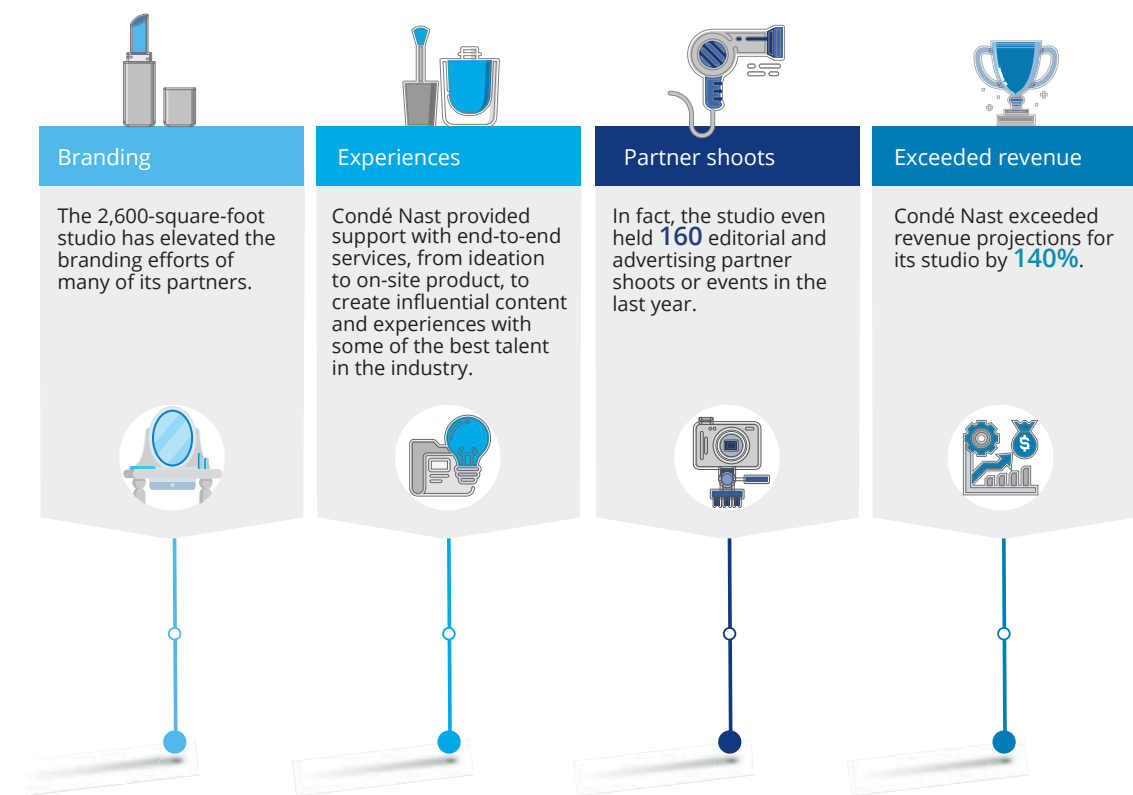 Branding
The 2,600-square-foot
studio has elevated the
branding efforts of
many of its partners.
Experiences
Condé Nast provided
support with end-to-end
services, from ideation
to on-site product, to
create influential content
and experiences with
some of the best talent
in the industry.
Partner shoots
In fact, the studio even
held 160 editorial and
advertising partner
shoots or events in the
last year.
Exceeded revenue
Condé Nast exceeded
revenue projections for
its studio by 140%.
$